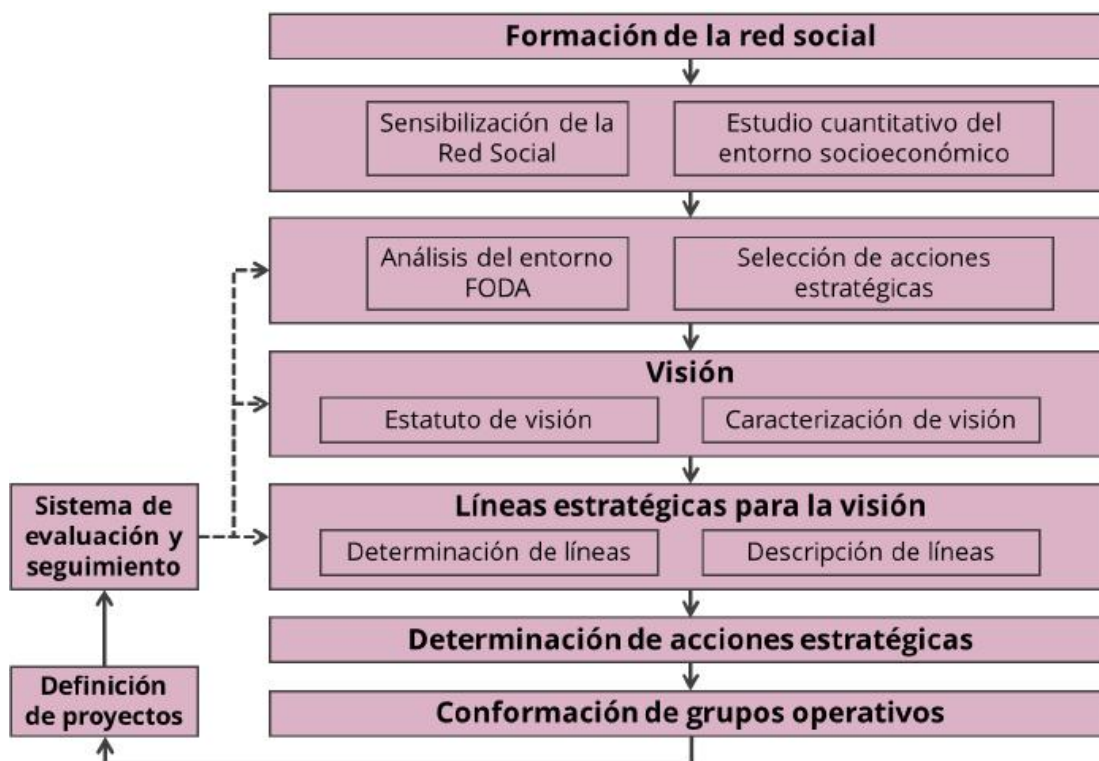 Formación de la red social
Sensibilización de la
Red Social
Estudio cuantitativo del
entorno socioeconómico
Análisis del entorno
FODA
Selección de acciones
estratégicas
Visión
Estatuto de visión
Caracterización de visión
Líneas estratégicas para la visión
Determinación de líneas
Descripción de líneas
Determinación de acciones estratégicas
Conformación de grupos operativos
Definición
de proyectos
Sistema de
evaluación y
seguimiento